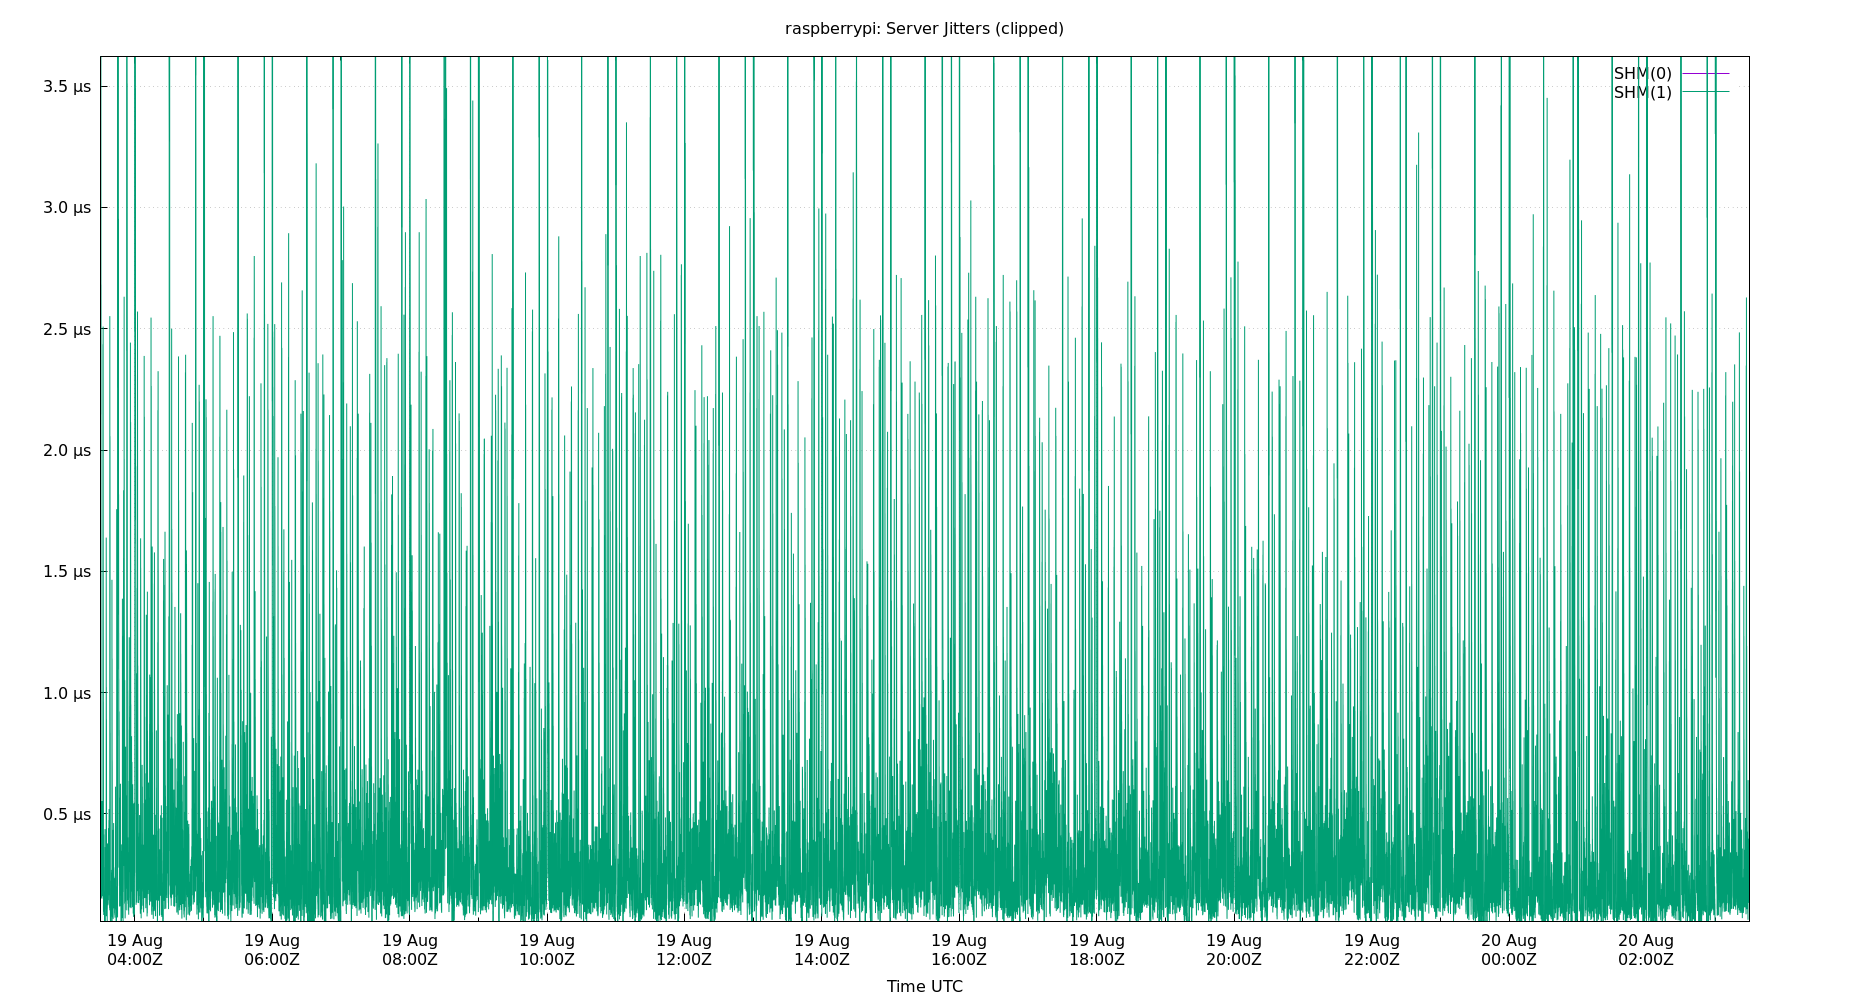 raspberrypi: Server Jitters (clipped)
SHM(0)
SHM(1)
3.5 μs
3.0 μs
2.5 μs
2.0 μs
1.5 μs
1.0 μs
0.5 μs
19 Aug 19 Aug 19 Aug 19 Aug 19 Aug 19 Aug 19 Aug 19 Aug 19 Aug 19 Aug 20 Aug 20 Aug
04:00Z 06:00Z 08:00Z 10:00Z 12:00Z 14:00Z 16:00Z 18:00Z 20:00Z 22:00Z 00:00Z 02:00Z
Time UTC